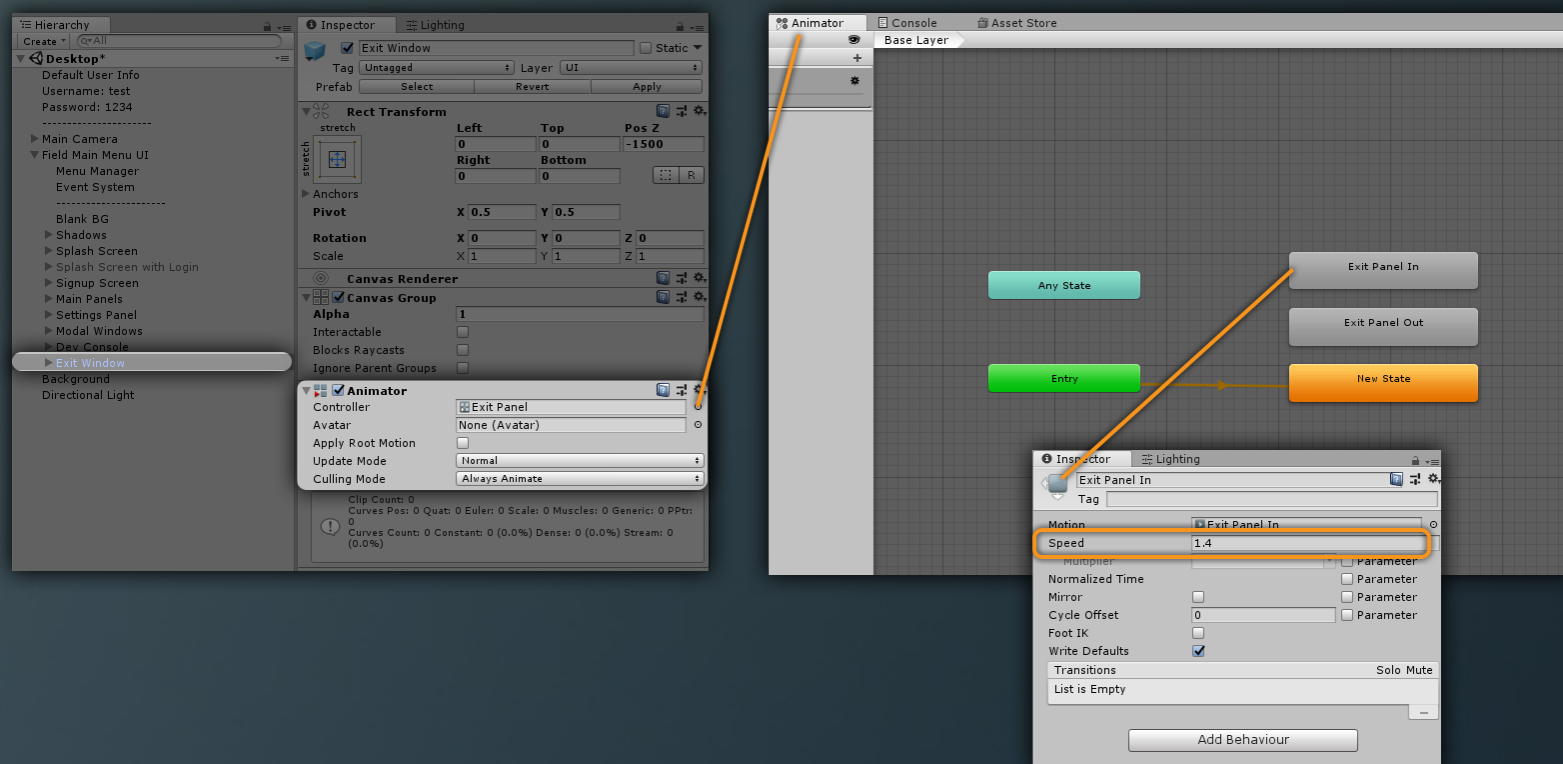 Hierarchy
Create
All
Desktop*
Default User Info
Username: test
Password: 1234
----------------------
Main Camera
Field Main Menu UI
Menu Manager
Event System
----------------------
Blank BG
Shadows
Splash Screen
Splash Screen with Login
Signup Screen
Main Panels
Settings Panel
Modal Windows
Dev Console
Exit Window
Background
Directional Light
Inspector Lighting
Exit Window Static
Tag Untagged Layer UI
Prefab Select Revert Apply
Rect Transform
stretch Left Top Pos Z
stretch
0 0 -1500
Right Bottom
0 0 R
Anchors
Pivot X 0.5 Y 0.5
Rotation X 0 Y 0 Z 0
Scale X 1 Y 1 Z 1
Canvas Renderer
Canvas Group
Alpha 1
Interactable
Blocks Raycasts
Ignore Parent Groups
Animator
Controller Exit Panel
Avatar None (Avatar)
Apply Root Motion
Update Mode Normal
Culling Mode Always Animate
Clip Count: 0
Curves Pos: 0 Quat: 0 Euler: 0 Scale: 0 Muscles: 0 Generic: 0 PPtr:
0
Curves Count: 0 Constant: 0 (0.0%) Dense: 0 (0.0%) Stream: 0
(0.0%)
Animator Console Asset Store
Base Layer
Any State
Entry
Exit Panel In
Exit Panel Out
New State
Inspector Lighting
Exit Panel In
Tag
Motion Exit Panel In
Speed 1.4
Multiplier Parameter
Normalized Time Parameter
Mirror Parameter
Cycle Offset 0 Parameter
Foot IK
Write Defaults
Transitions Solo Mute
List is Empty
Add Behaviour